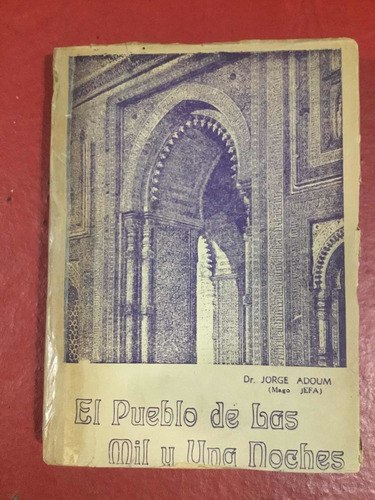 Dr. JORGE ADOUM
(Mago JEFA)
El Pueblo de Las
Mil y Una Noches